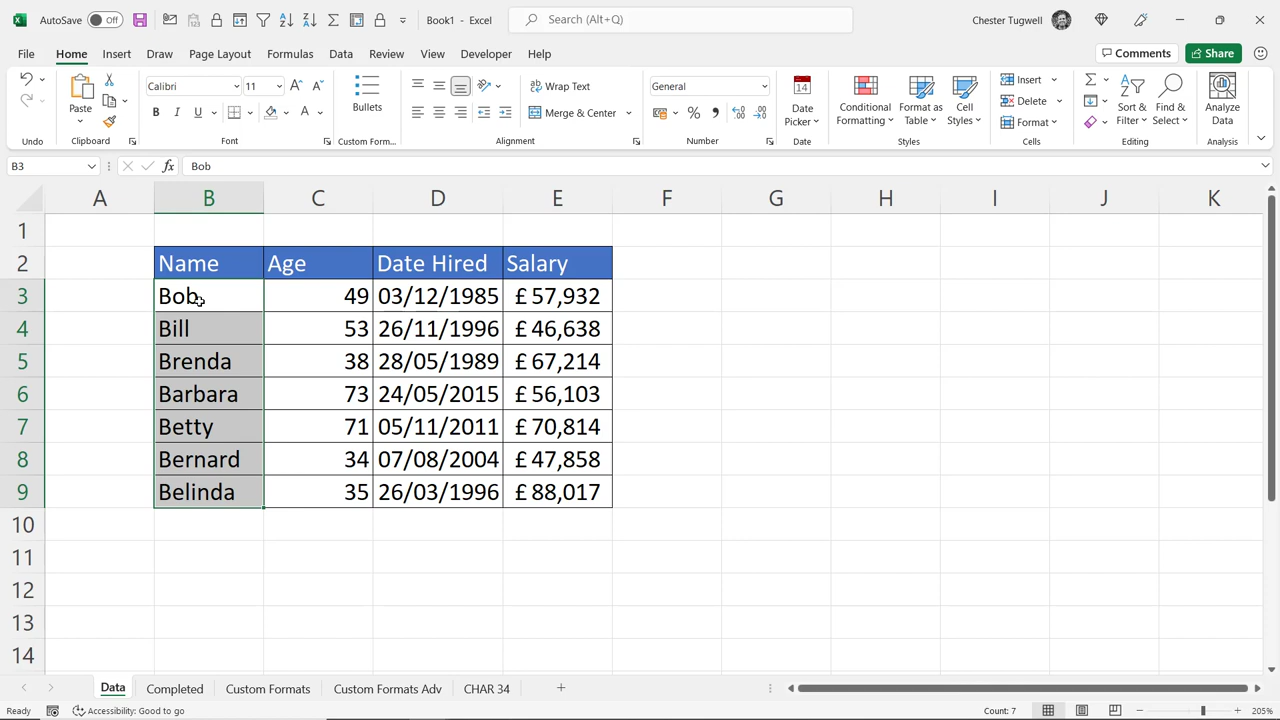 AutoSave Off
Book1 - Excel
Search (Alt+Q)
Chester Tugwell
File Home Insert Draw Page Layout Formulas Data Review View Developer Help
Comments Share
Paste
Calibri 11
B I U
Bullets
Wrap Text
Merge & Center
General
Date Picker
14
Conditional Formatting
Format as Table
Cell Styles
Insert
Delete
Format
Sort & Filter
Find & Select
Analyze Data
Undo Clipboard Font Custom Form... Alignment Number Date Styles Cells Editing Analysis
B3 fx Bob
A B C D E F G H I J K
1
2 Name Age Date Hired Salary
3 Bob 49 03/12/1985 £ 57,932
4 Bill 53 26/11/1996 £ 46,638
5 Brenda 38 28/05/1989 £ 67,214
6 Barbara 73 24/05/2015 £ 56,103
7 Betty 71 05/11/2011 £ 70,814
8 Bernard 34 07/08/2004 £ 47,858
9 Belinda 35 26/03/1996 £ 88,017
10
11
12
13
14
Data Completed Custom Formats Custom Formats Adv CHAR 34
Ready Accessibility: Good to go Count: 7 205%